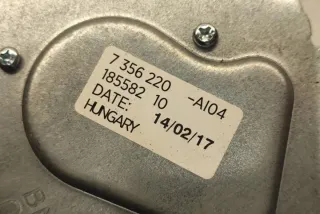 7 356 220 -AI04
185582 10
DATE: 14/02/17
HUNGARY